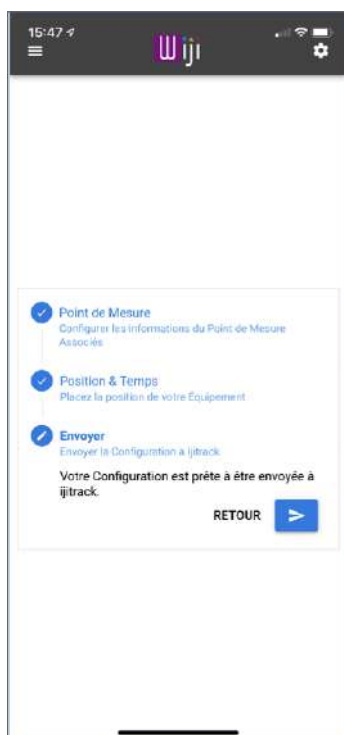 15:47
Wiji
Point de Mesure
Configurer les informations du Point de Mesure
Associés
Position & Temps
Placez la position de votre Équipement
Envoyer
Envoyer la Configuration à Ijitrack
Votre Configuration est prète à être envoyée à
ijitrack.
RETOUR